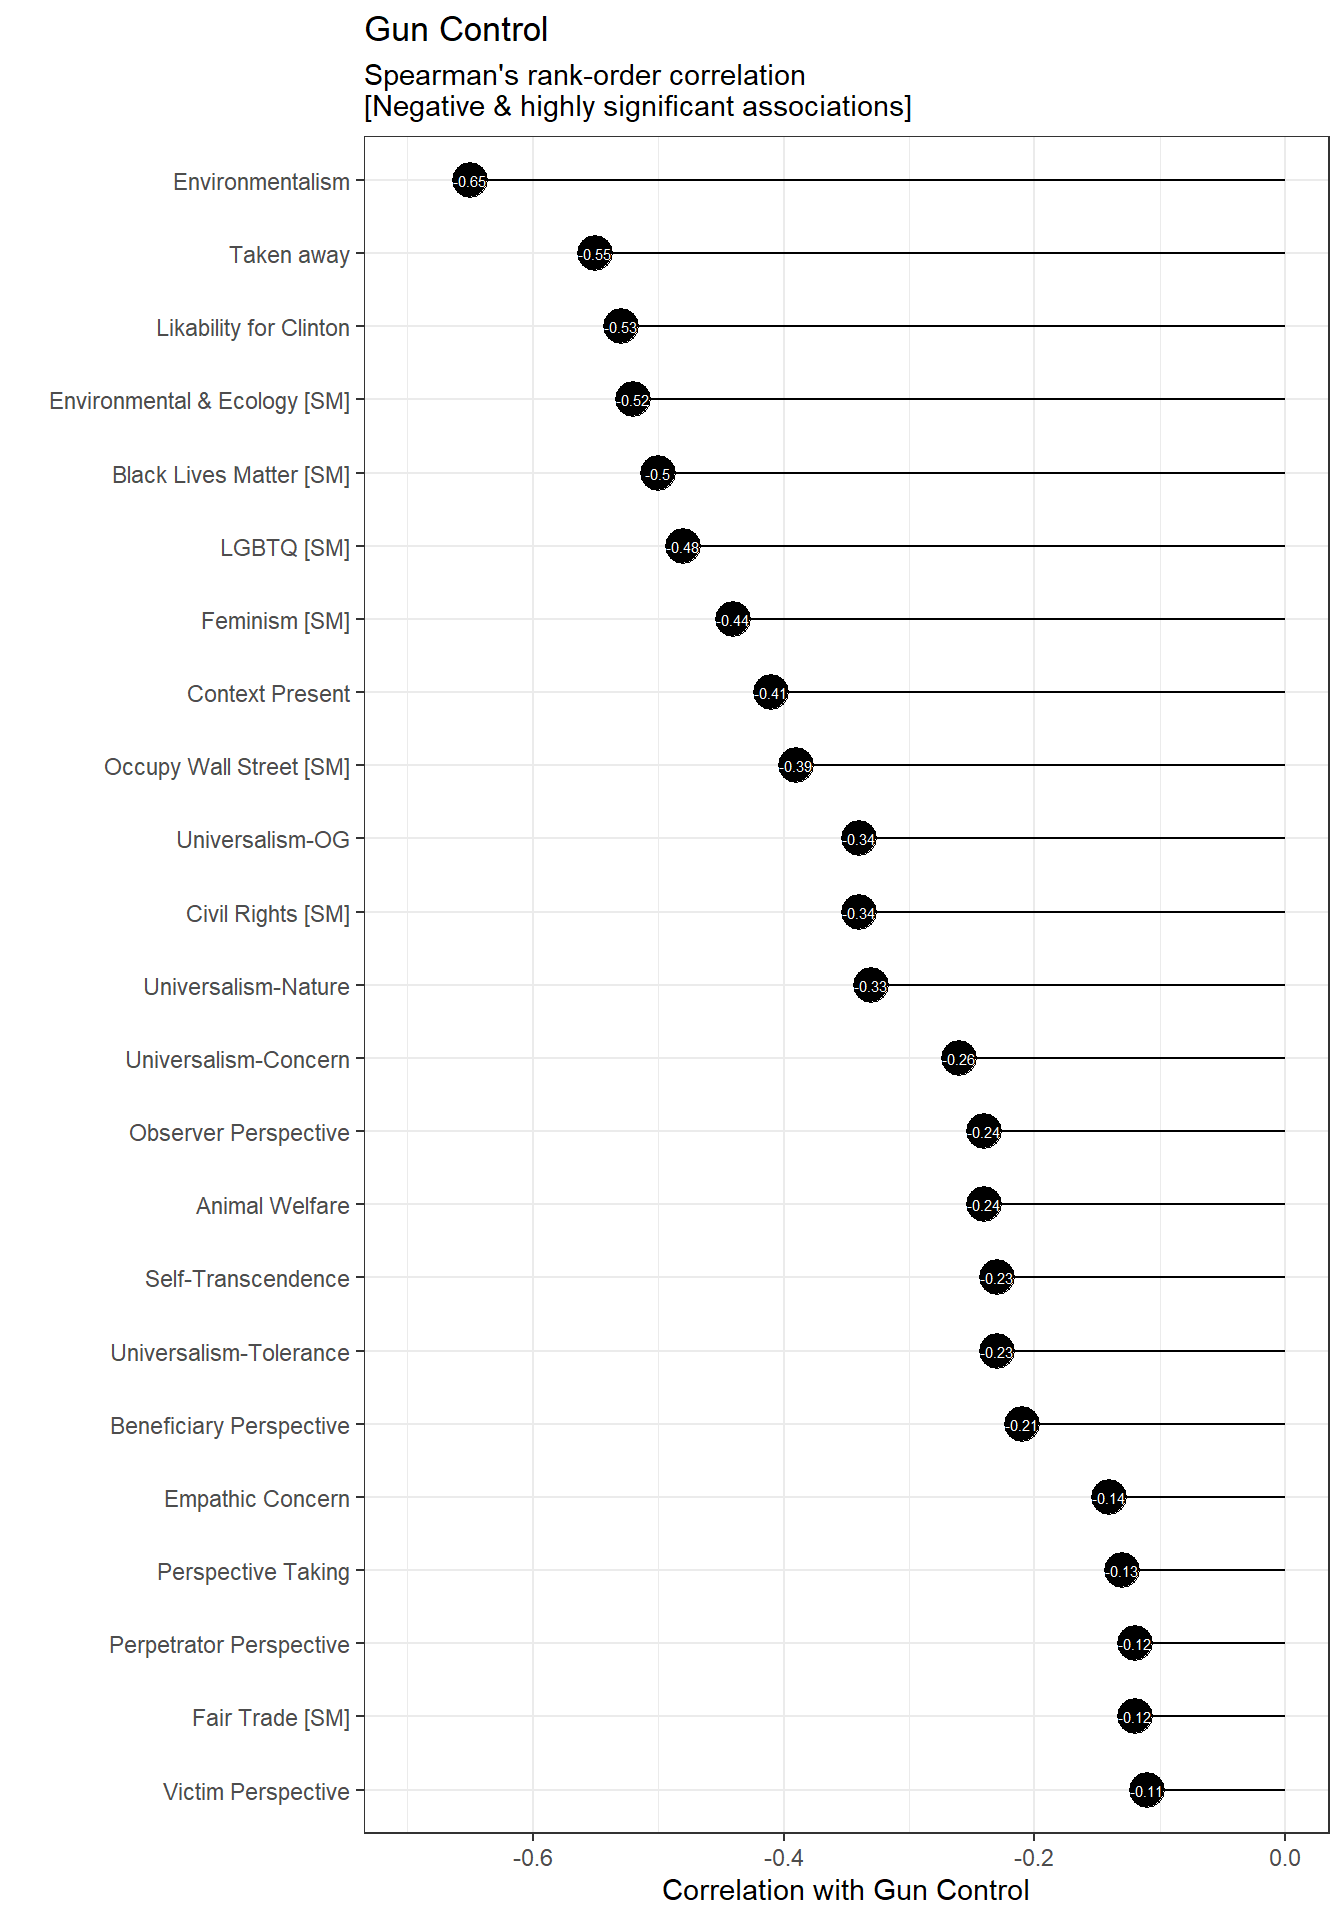 Gun Control
Spearman's rank-order correlation
[Negative & highly significant associations]
Environmentalism -0.65
Taken away -0.55
Likability for Clinton -0.53
Environmental & Ecology [SM] -0.52
Black Lives Matter [SM] -0.5
LGBTQ [SM] -0.48
Feminism [SM] -0.44
Context Present -0.41
Occupy Wall Street [SM] -0.39
Universalism-OG -0.34
Civil Rights [SM] -0.34
Universalism-Nature -0.33
Universalism-Concern -0.26
Observer Perspective -0.24
Animal Welfare -0.24
Self-Transcendence -0.23
Universalism-Tolerance -0.23
Beneficiary Perspective -0.21
Empathic Concern -0.14
Perspective Taking -0.13
Perpetrator Perspective -0.12
Fair Trade [SM] -0.12
Victim Perspective -0.11
-0.6 -0.4 -0.2 0.0
Correlation with Gun Control